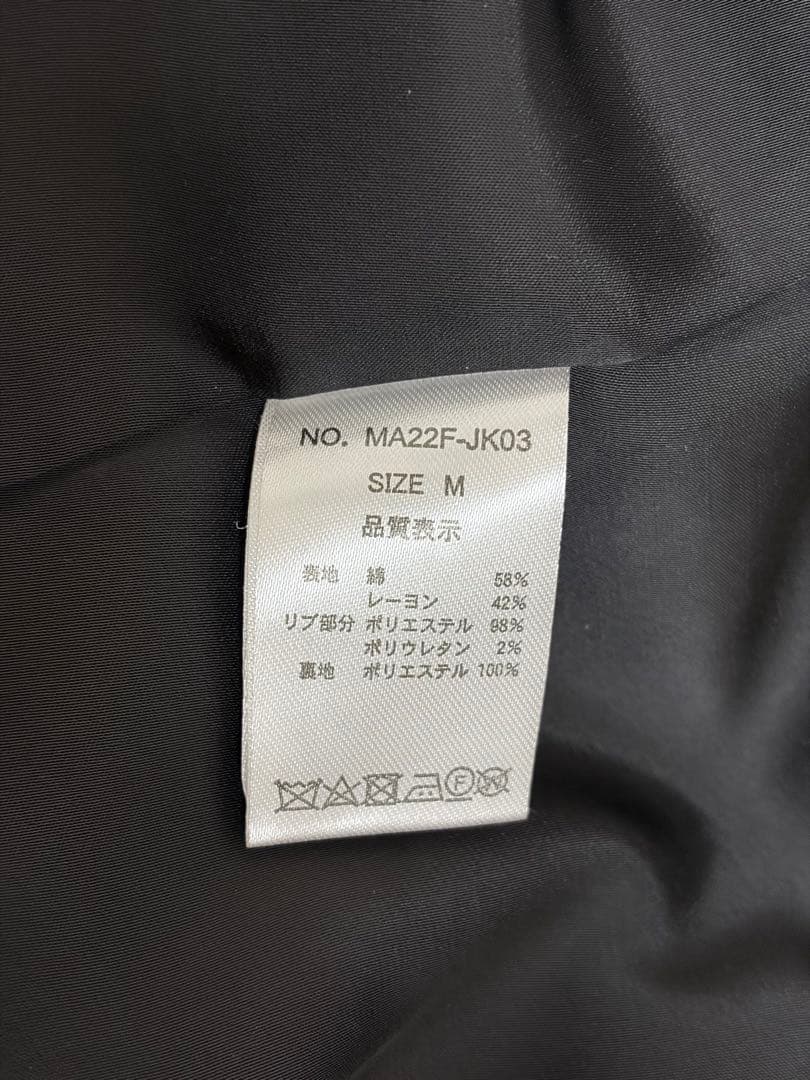 NO. MA22F-JK03
SIZE M
品質表示
表地 綿 58%
レーヨン 42%
リブ部分 ポリエステル 98%
ポリウレタン 2%
裏地 ポリエステル 100%
F W